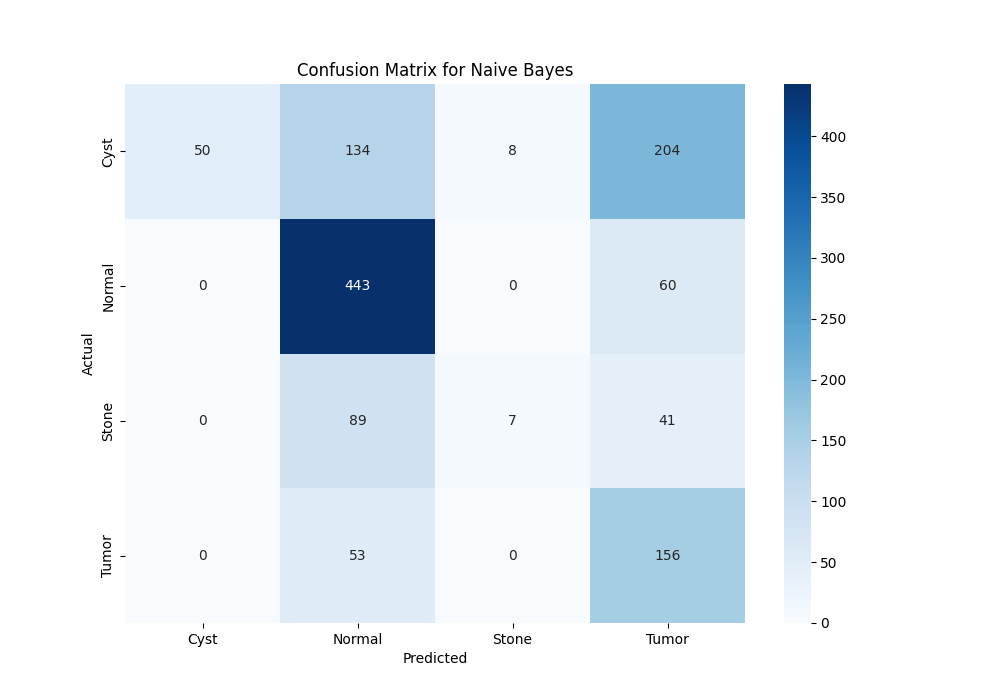 Confusion Matrix for Naive Bayes
Actual
Cyst 50 134 8 204
Normal 0 443 0 60
Stone 0 89 7 41
Tumor 0 53 0 156
Cyst Normal Stone Tumor
Predicted
400
350
300
250
200
150
100
50
0